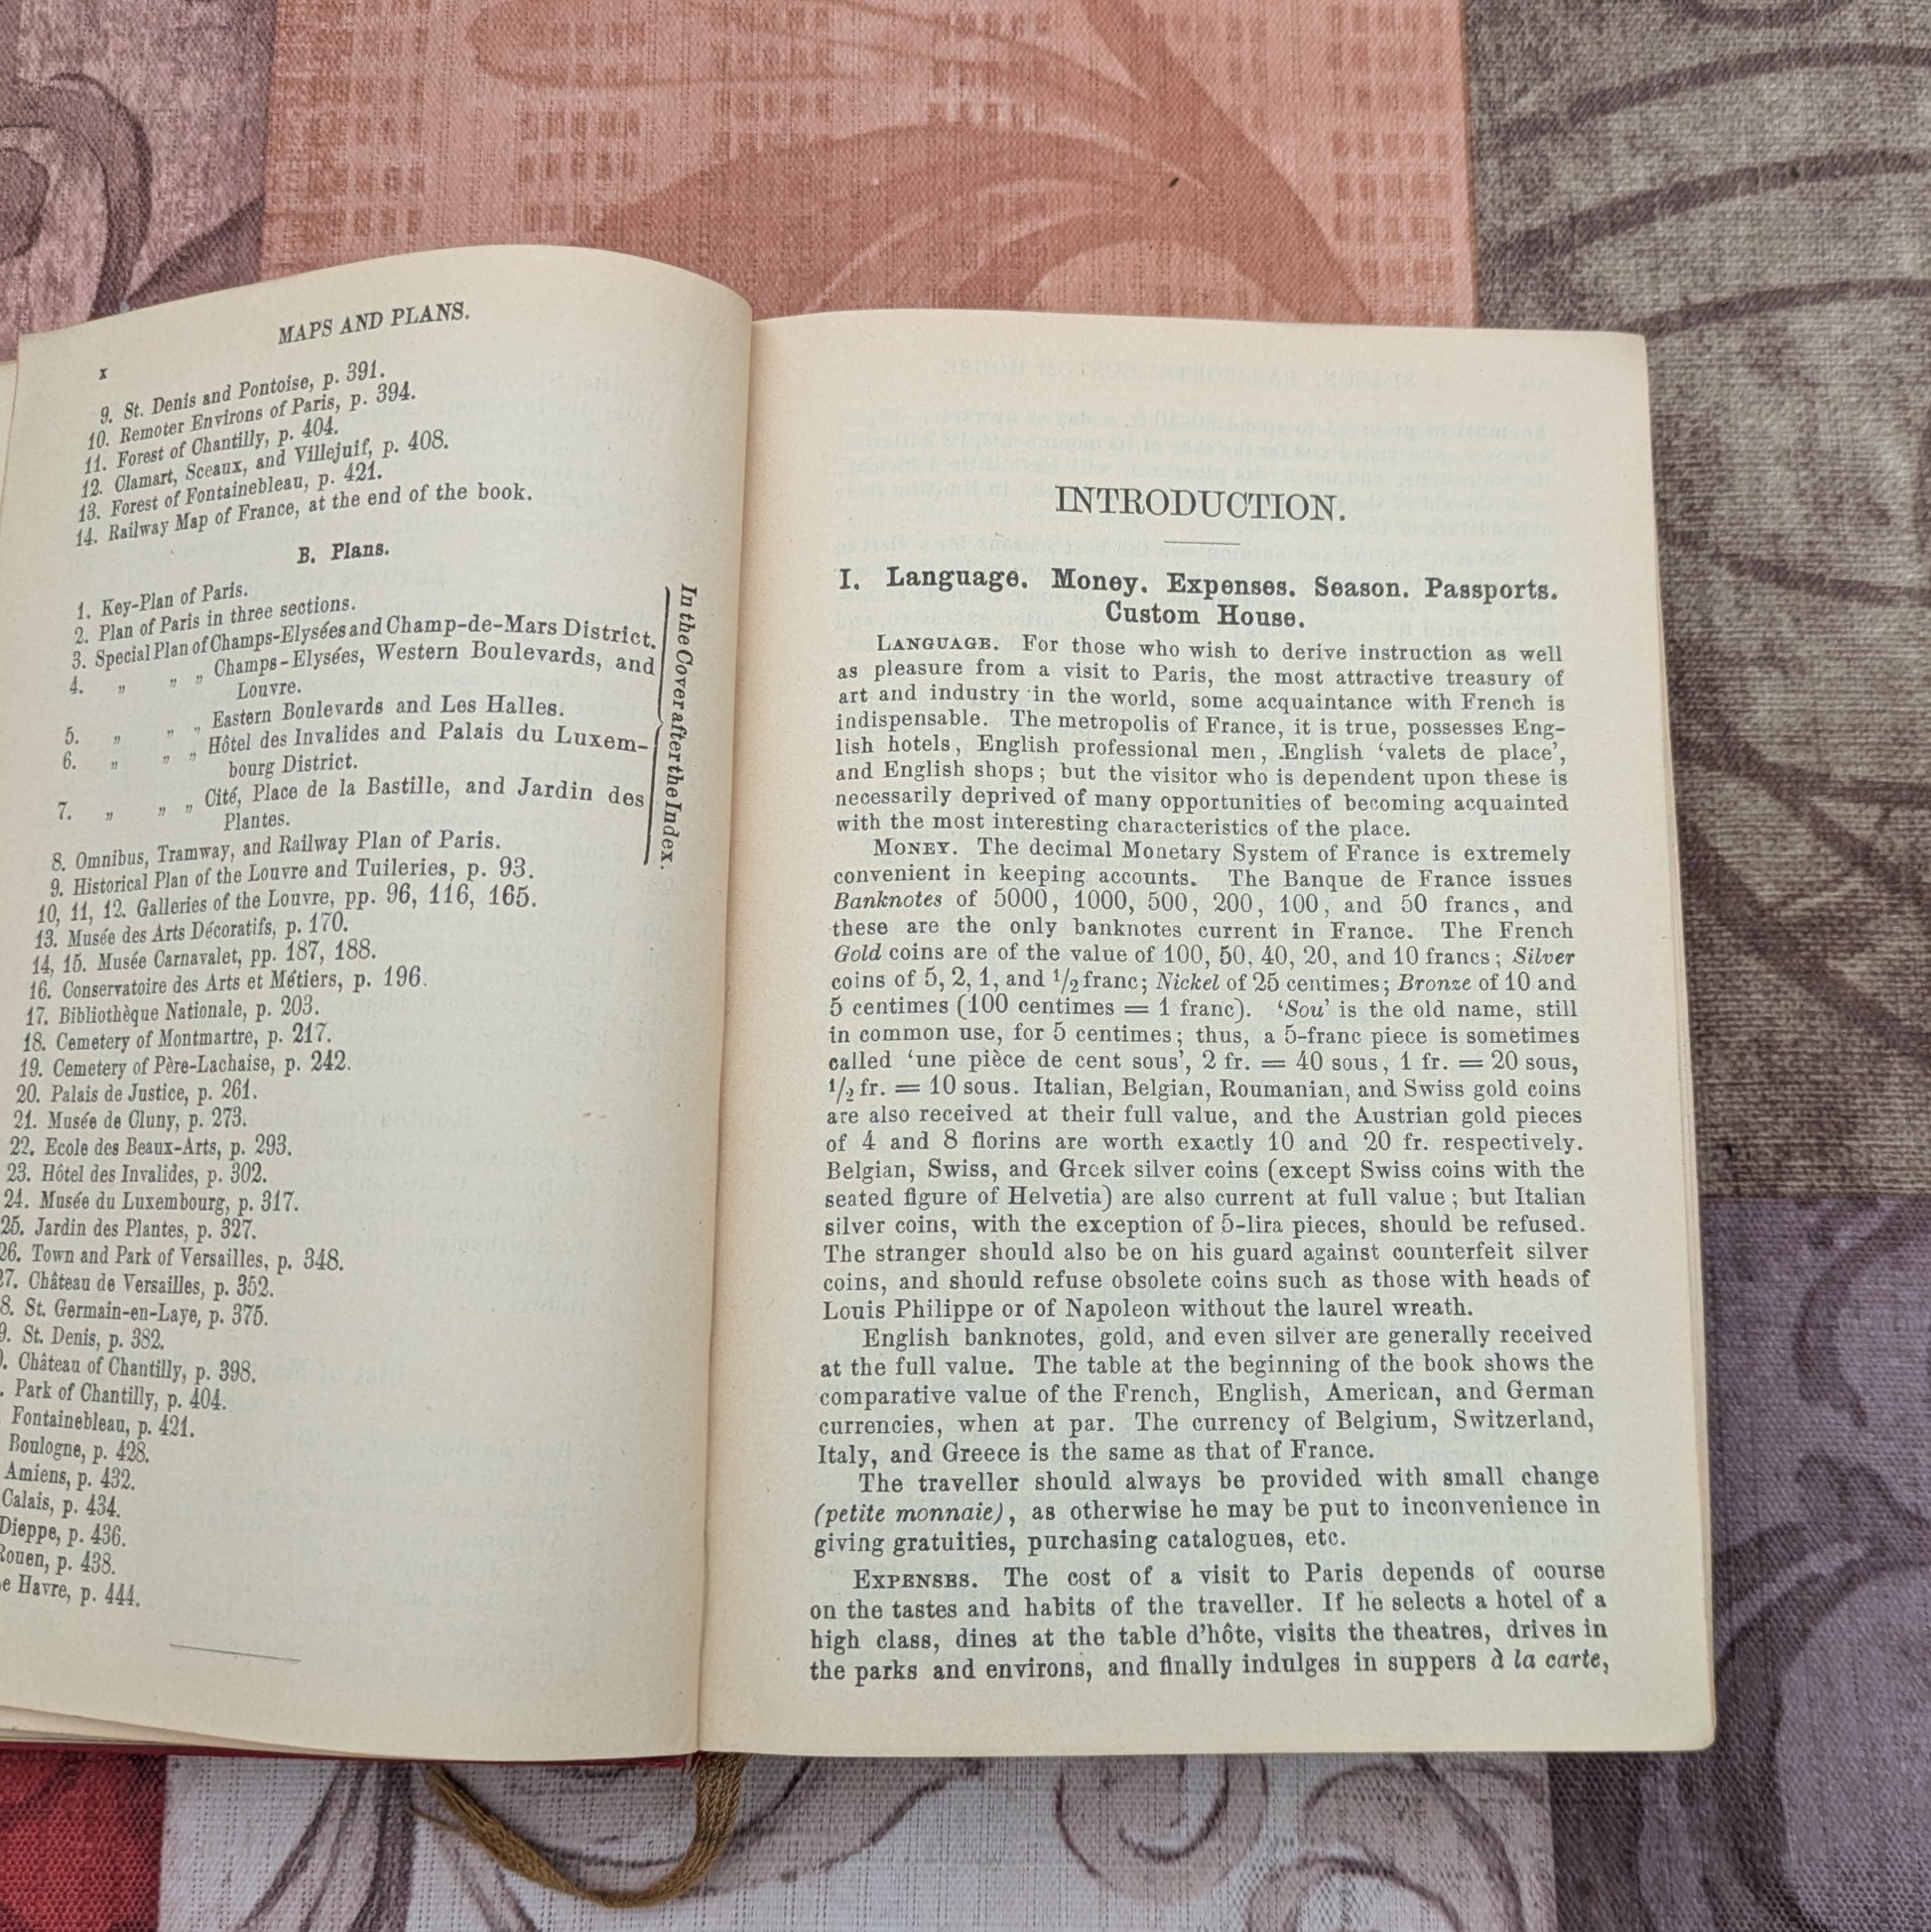 MAPS AND PLANS.
x
9. St. Denis and Pontoise, p. 391.
10. Remoter Environs of Paris, p. 394.
11. Forest of Chantilly, p. 404.
12. Clamart, Sceaux, and Villejuif, p. 408.
13. Forest of Fontainebleau, p. 421.
14. Railway Map of France, at the end of the book.
B. Plans.
1. Key-Plan of Paris.
2. Plan of Paris in three sections.
3. Special Plan of Champs-Elysées and Champ-de-Mars District.
4. „ „ „ Champs-Elysées, Western Boulevards, and
Louvre.
5. „ „ „ Eastern Boulevards and Les Halles.
6. „ „ „ Hôtel des Invalides and Palais du Luxem-
bourg District.
7. „ „ „ Cité, Place de la Bastille, and Jardin des
Plantes.
In the Cover after the Index.
8. Omnibus, Tramway, and Railway Plan of Paris.
9. Historical Plan of the Louvre and Tuileries, p. 93.
10, 11, 12. Galleries of the Louvre, pp. 96, 116, 165.
13. Musée des Arts Décoratifs, p. 170.
14, 15. Musée Carnavalet, pp. 187, 188.
16. Conservatoire des Arts et Métiers, p. 196.
17. Bibliothèque Nationale, p. 203.
18. Cemetery of Montmartre, p. 217.
19. Cemetery of Père-Lachaise, p. 242.
20. Palais de Justice, p. 261.
21. Musée de Cluny, p. 273.
22. Ecole des Beaux-Arts, p. 293.
23. Hôtel des Invalides, p. 302.
24. Musée du Luxembourg, p. 317.
25. Jardin des Plantes, p. 327.
26. Town and Park of Versailles, p. 348.
27. Château de Versailles, p. 352.
8. St. Germain-en-Laye, p. 375.
9. St. Denis, p. 382.
. Château of Chantilly, p. 398.
. Park of Chantilly, p. 404.
Fontainebleau, p. 421.
Boulogne, p. 428.
Amiens, p. 432.
Calais, p. 434.
Dieppe, p. 436.
Rouen, p. 438.
e Havre, p. 444.
INTRODUCTION.
I. Language. Money. Expenses. Season. Passports.
Custom House.
LANGUAGE. For those who wish to derive instruction as well
as pleasure from a visit to Paris, the most attractive treasury of
art and industry in the world, some acquaintance with French is
indispensable. The metropolis of France, it is true, possesses Eng-
lish hotels, English professional men, English ‘valets de place’,
and English shops; but the visitor who is dependent upon these is
necessarily deprived of many opportunities of becoming acquainted
with the most interesting characteristics of the place.
MONEY. The decimal Monetary System of France is extremely
convenient in keeping accounts. The Banque de France issues
Banknotes of 5000, 1000, 500, 200, 100, and 50 francs, and
these are the only banknotes current in France. The French
Gold coins are of the value of 100, 50, 40, 20, and 10 francs; Silver
coins of 5, 2, 1, and 1/2 franc; Nickel of 25 centimes; Bronze of 10 and
5 centimes (100 centimes = 1 franc). ‘Sou’ is the old name, still
in common use, for 5 centimes; thus, a 5-franc piece is sometimes
called ‘une pièce de cent sous’, 2 fr. = 40 sous, 1 fr. = 20 sous,
1/2 fr. = 10 sous. Italian, Belgian, Roumanian, and Swiss gold coins
are also received at their full value, and the Austrian gold pieces
of 4 and 8 florins are worth exactly 10 and 20 fr. respectively.
Belgian, Swiss, and Greek silver coins (except Swiss coins with the
seated figure of Helvetia) are also current at full value; but Italian
silver coins, with the exception of 5-lira pieces, should be refused.
The stranger should also be on his guard against counterfeit silver
coins, and should refuse obsolete coins such as those with heads of
Louis Philippe or of Napoleon without the laurel wreath.
English banknotes, gold, and even silver are generally received
at the full value. The table at the beginning of the book shows the
comparative value of the French, English, American, and German
currencies, when at par. The currency of Belgium, Switzerland,
Italy, and Greece is the same as that of France.
The traveller should always be provided with small change
(petite monnaie), as otherwise he may be put to inconvenience in
giving gratuities, purchasing catalogues, etc.
EXPENSES. The cost of a visit to Paris depends of course
on the tastes and habits of the traveller. If he selects a hotel of a
high class, dines at the table d'hôte, visits the theatres, drives in
the parks and environs, and finally indulges in suppers à la carte,